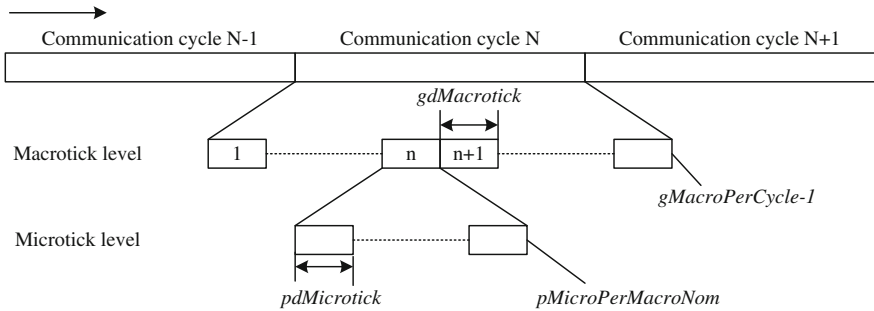 Communication cycle N-1 Communication cycle N Communication cycle N+1
gdMacrotick
Macrotick level 1 n n+1
gMacroPerCycle-1
Microtick level
pdMicrotick pMicroPerMacroNom